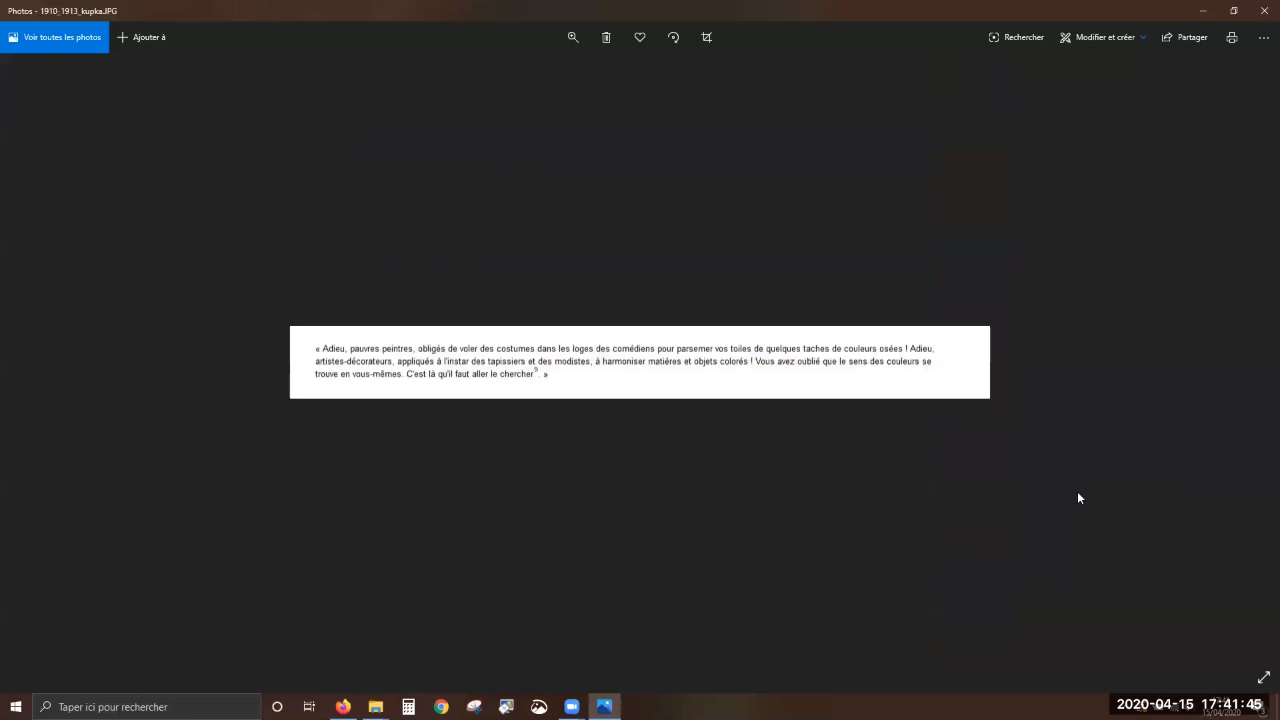 Photos - 1910_1913_kupka.JPG
Voir toutes les photos
Ajouter à
Rechercher
Modifier et créer
Partager
« Adieu, pauvres peintres, obligés de voler des costumes dans les loges des comédiens pour parsemer vos toiles de quelques taches de couleurs osées ! Adieu,
artistes-décorateurs, appliqués à l'instar des tapissiers et des modistes, à harmoniser matières et objets colorés ! Vous avez oublié que le sens des couleurs se
trouve en vous-mêmes. C'est là qu'il faut aller le chercher⁹. »
Taper ici pour rechercher
2020-04-15 17:41:45
15/04/2020